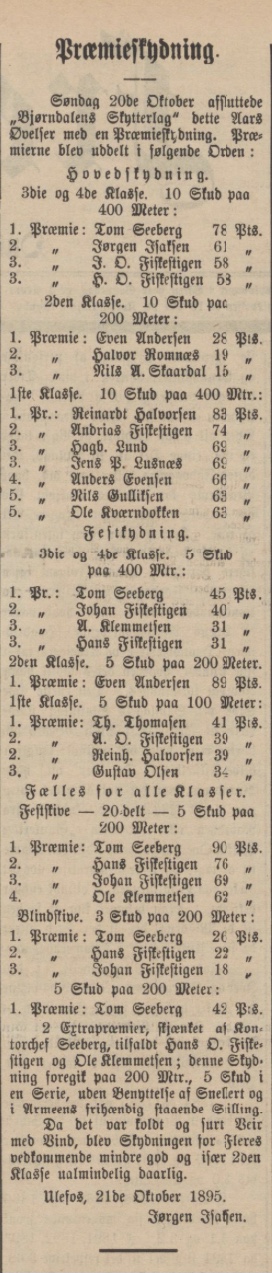 Præmieskydning.
Søndag 20de Oktober affluttede
„Bjørndalens Skytterlag" dette Aars
Øvelser med en Præmieskydning. Præ-
mierne blev uddelt i følgende Orden:
Hovedskydning.
3die og 4de Klasse. 10 Skud paa
400 Meter:
1. Præmie: Tom Seeberg 78 Pts.
2. „ Jørgen Isaksen 61 „
3. „ J. O. Fiskestigen 58 „
3. „ H. O. Fiskestigen 58 „
2den Klasse. 10 Skud paa
200 Meter:
1. Præmie: Even Andersen 28 Pts.
2. „ Halvor Romnæs 19 „
3. „ Nils A. Skaardal 15 „
1ste Klasse. 10 Skud paa 400 Mtr.:
1. Pr.: Reinardt Halvorsen 83 Pts.
2. „ Andrias Fiskestigen 74 „
3. „ Hagb. Lund 69 „
3. „ Jens P. Lusnæs 69 „
4. „ Anders Evensen 66 „
5. „ Nils Gulliksen 63 „
5. „ Ole Kværndokken 63 „
Festskydning.
3die og 4de Klasse. 5 Skud
paa 400 Mtr.:
1. Pr.: Tom Seeberg 45 Pts.
2. „ Johan Fiskestigen 40 „
3. „ A. Klemmetsen 31 „
3. „ Hans Fiskestigen 31 „
2den Klasse. 5 Skud paa 200 Meter.
1. Præmie: Even Andersen 89 Pts.
1ste Klasse. 5 Skud paa 100 Meter:
1. Præmie: Th. Thomasen 41 Pts.
2. „ A. O. Fiskestigen 39 „
2. „ Reinh. Halvorsen 39 „
3. „ Gustav Olsen 34 „
Fælles for alle Klasser.
Festskive — 20-delt — 5 Skud paa
200 Meter:
1. Præmie: Tom Seeberg 90 Pts.
2. „ Hans Fiskestigen 76 „
3. „ Johan Fiskestigen 69 „
4. „ Ole Klemmetsen 62 „
Blindskive. 3 Skud paa 200 Meter:
1. Præmie: Tom Seeberg 26 Pts.
2. „ Hans Fiskestigen 22 „
3. „ Johan Fiskestigen 18 „
5 Skud paa 200 Meter:
1. Præmie: Tom Seeberg 42 Pts.
2 Extrapræmier, skjænket af Kon-
torchef Seeberg, tilfaldt Hans O. Fiske-
stigen og Ole Klemmetsen; denne Skyd-
ning foregik paa 200 Mtr., 5 Skud i
en Serie, uden Benyttelse af Snellert og
i Armeens frihændig staaende Stilling.
Da det var koldt og surt Veir
med Vind, blev Skydningen for Fleres
vedkommende mindre god og især 2den
Klasse ualmindelig daarlig.
Ulefos, 21de Oktober 1895.
Jørgen Isaksen.